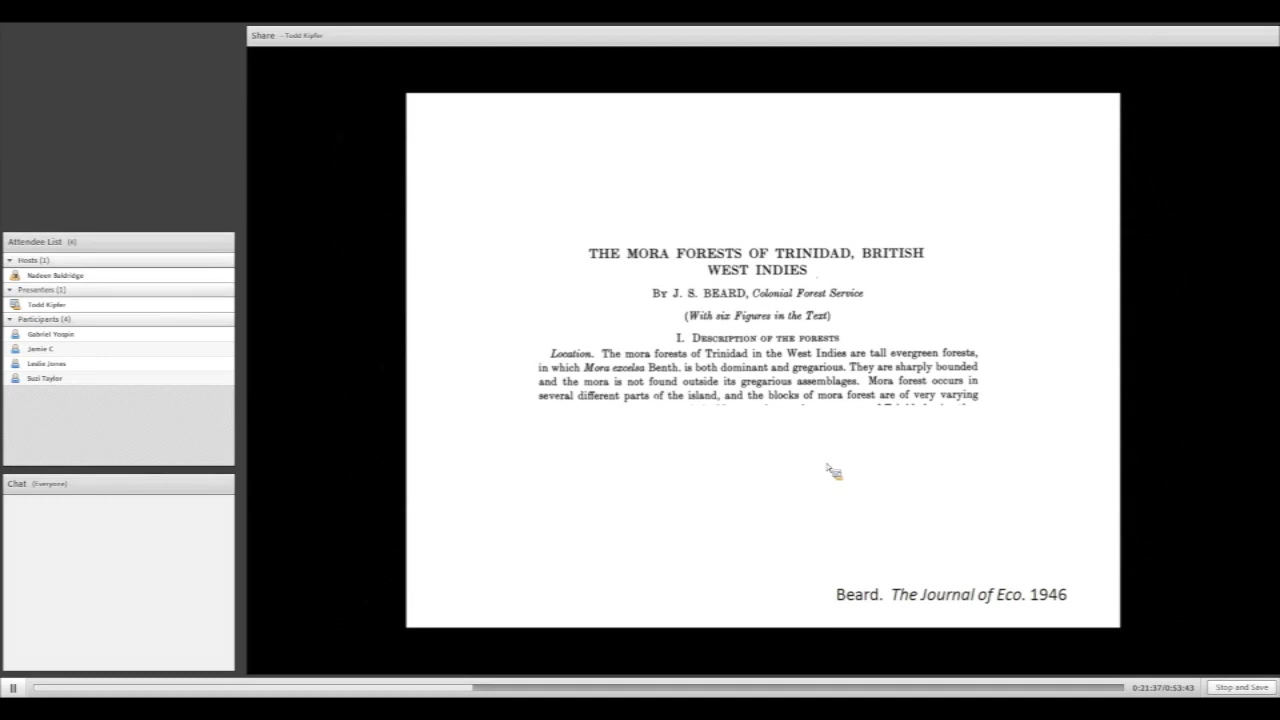 Share - Todd Kipfer
Attendee List (6)
Hosts (1)
Nadeen Baldridge
Presenters (1)
Todd Kipfer
Participants (4)
Gabriel Yospin
Jamie C
Leslie Jones
Suzi Taylor
Chat (Everyone)
THE MORA FORESTS OF TRINIDAD, BRITISH
WEST INDIES
BY J. S. BEARD, Colonial Forest Service
(With six Figures in the Text)
I. DESCRIPTION OF THE FORESTS
Location. The mora forests of Trinidad in the West Indies are tall evergreen forests,
in which Mora excelsa Benth. is both dominant and gregarious. They are sharply bounded
and the mora is not found outside its gregarious assemblages. Mora forest occurs in
several different parts of the island, and the blocks of mora forest are of very varying
Beard. The Journal of Eco. 1946
0:21:37/0:53:43
Stop and Save